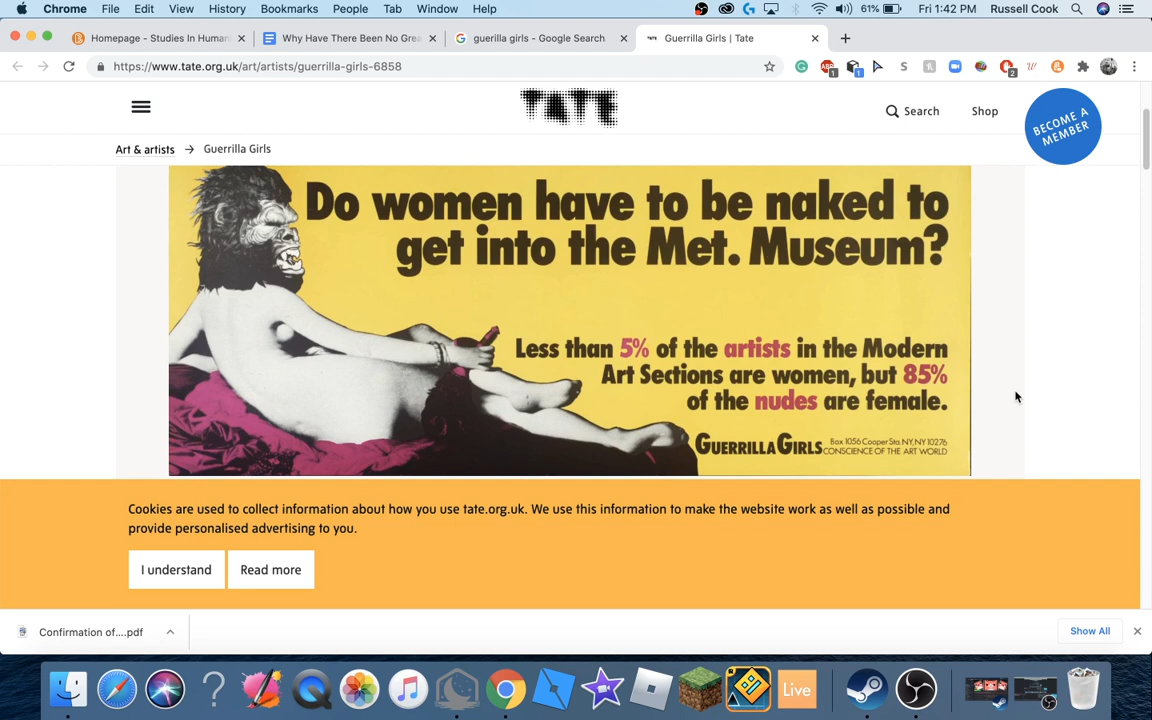 Chrome File Edit View History Bookmarks People Tab Window Help 61% Fri 1:42 PM Russell Cook
Homepage - Studies In Human
Why Have There Been No Grea
guerilla girls - Google Search
Guerrilla Girls | Tate
https://www.tate.org.uk/art/artists/guerrilla-girls-6858
TATE
Search
Shop
BECOME A
MEMBER
Art & artists → Guerrilla Girls
Do women have to be naked to
get into the Met. Museum?
Less than 5% of the artists in the Modern
Art Sections are women, but 85%
of the nudes are female.
GUERRILLA GIRLS
Box 1056 Cooper Sta. NY, NY 10276
CONSCIENCE OF THE ART WORLD
Cookies are used to collect information about how you use tate.org.uk. We use this information to make the website work as well as possible and
provide personalised advertising to you.
I understand
Read more
Confirmation of....pdf
Show All
Live